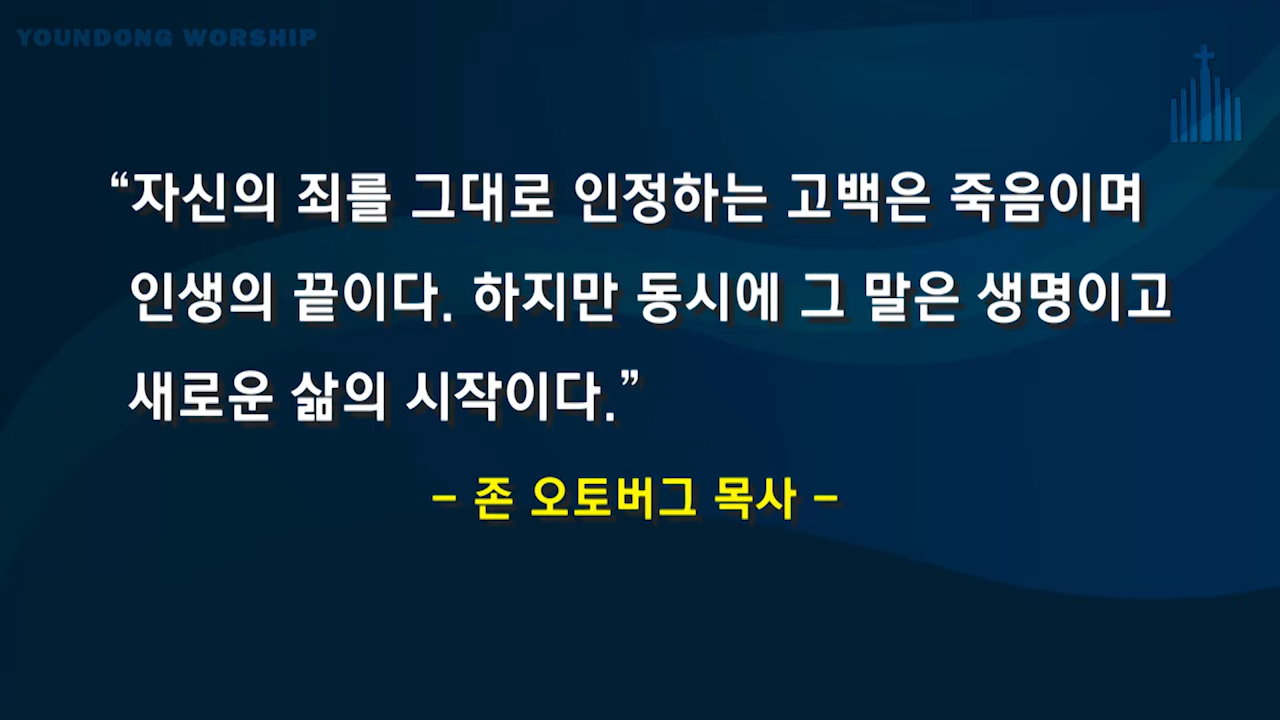 YOUNDONG WORSHIP
“자신의 죄를 그대로 인정하는 고백은 죽음이며
인생의 끝이다. 하지만 동시에 그 말은 생명이고
새로운 삶의 시작이다.”
- 존 오토버그 목사 -